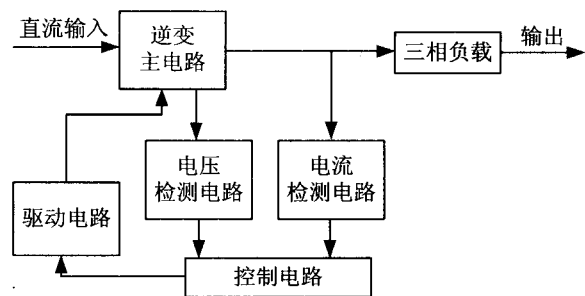 直流输入
逆变
主电路
三相负载
输出
电压
检测电路
电流
检测电路
驱动电路
控制电路